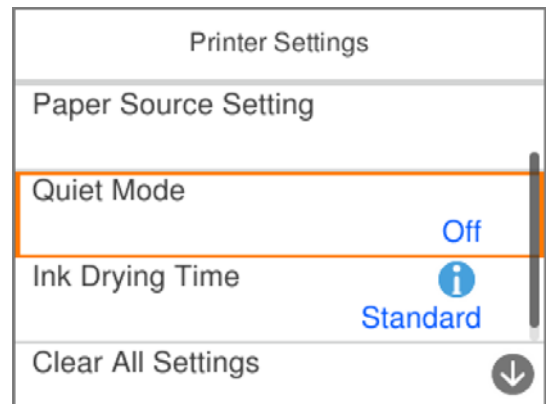 Printer Settings
Paper Source Setting
Quiet Mode
Off
Ink Drying Time
Standard
Clear All Settings